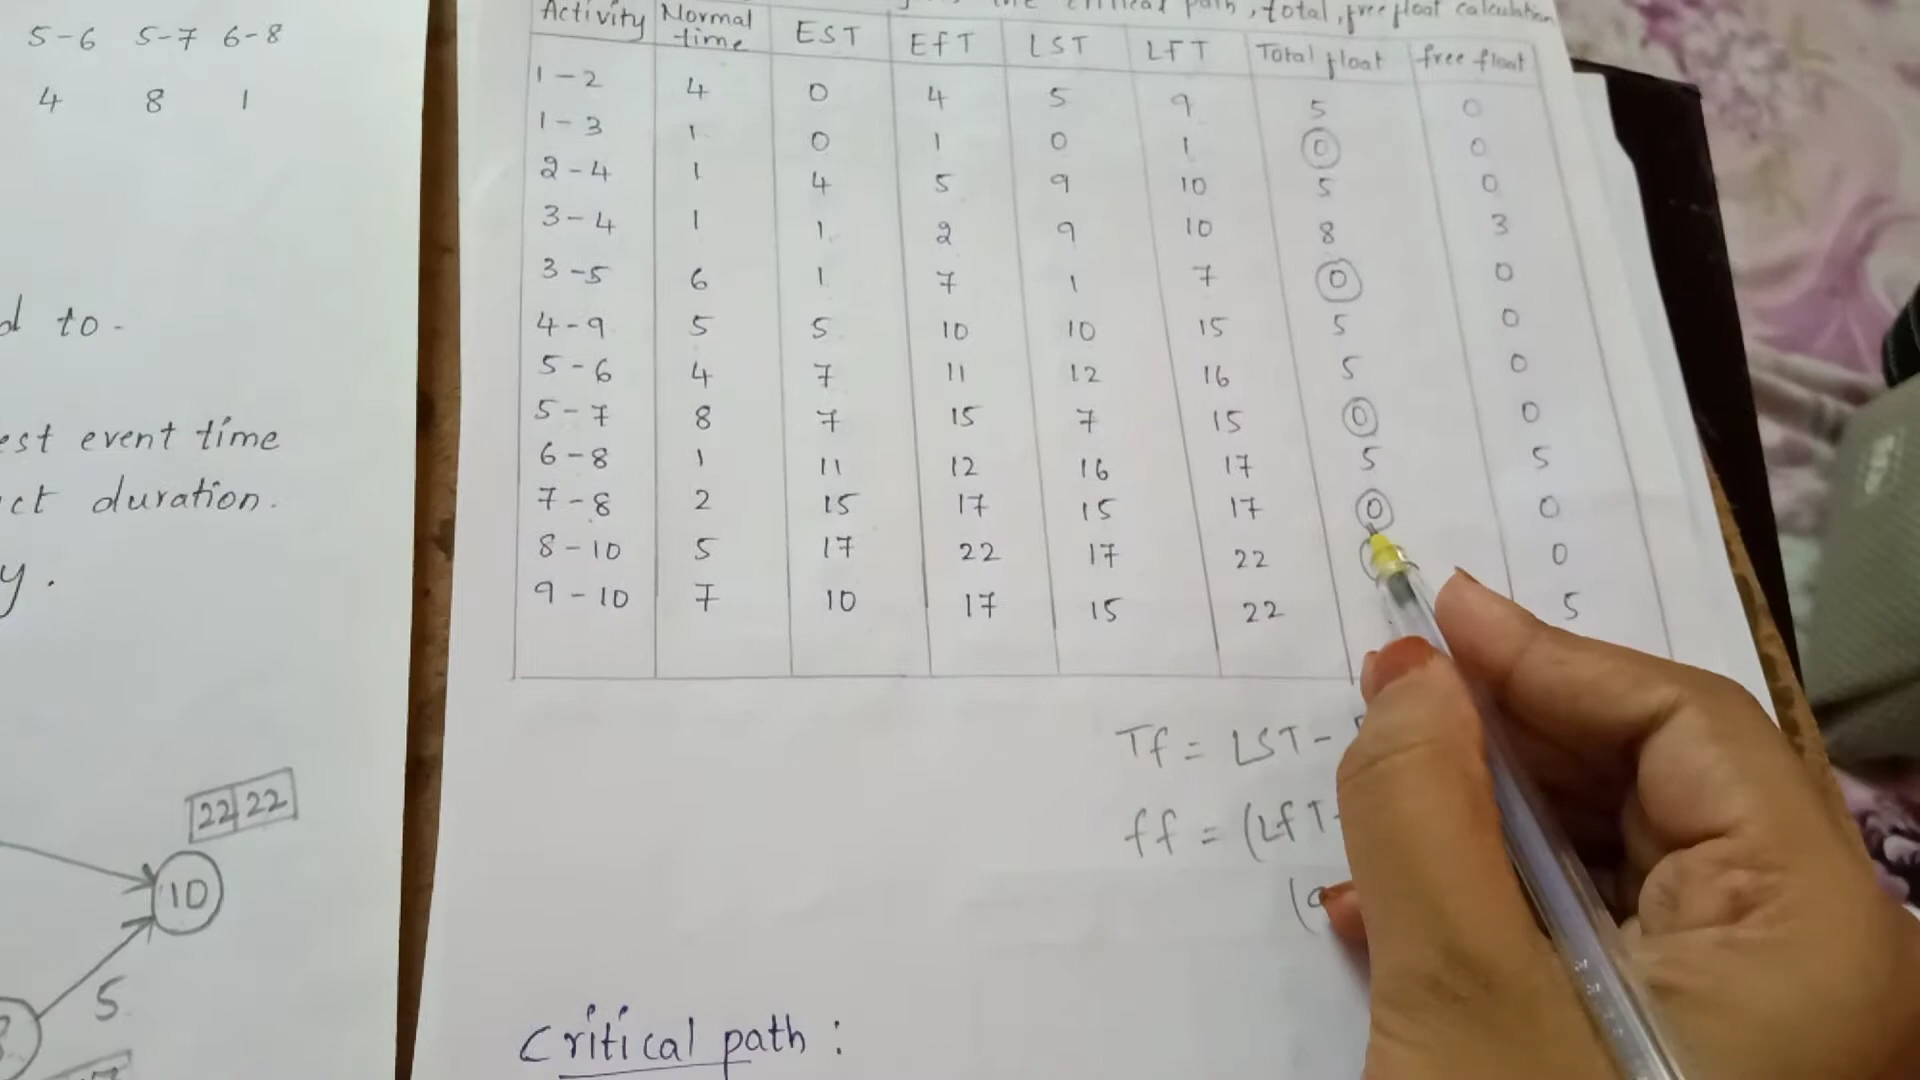 5-6 5-7 6-8
4 8 1
d to -
est event time
ct duration.
y.
22 22
10
5
critical path, total, free float calculation
Activity Normal time EST EFT LST LFT Total float free float
1-2 4 0 4 5 9 5 0
1-3 1 0 1 0 1 0 0
2-4 1 4 5 9 10 5 0
3-4 1 1 2 9 10 8 3
3-5 6 1 7 1 7 0 0
4-9 5 5 10 10 15 5 0
5-6 4 7 11 12 16 5 0
5-7 8 7 15 7 15 0 0
6-8 1 11 12 16 17 5 5
7-8 2 15 17 15 17 0 0
8-10 5 17 22 17 22 0
9-10 7 10 17 15 22 5
Tf = LST -
ff = (LfT-
(
Critical path :